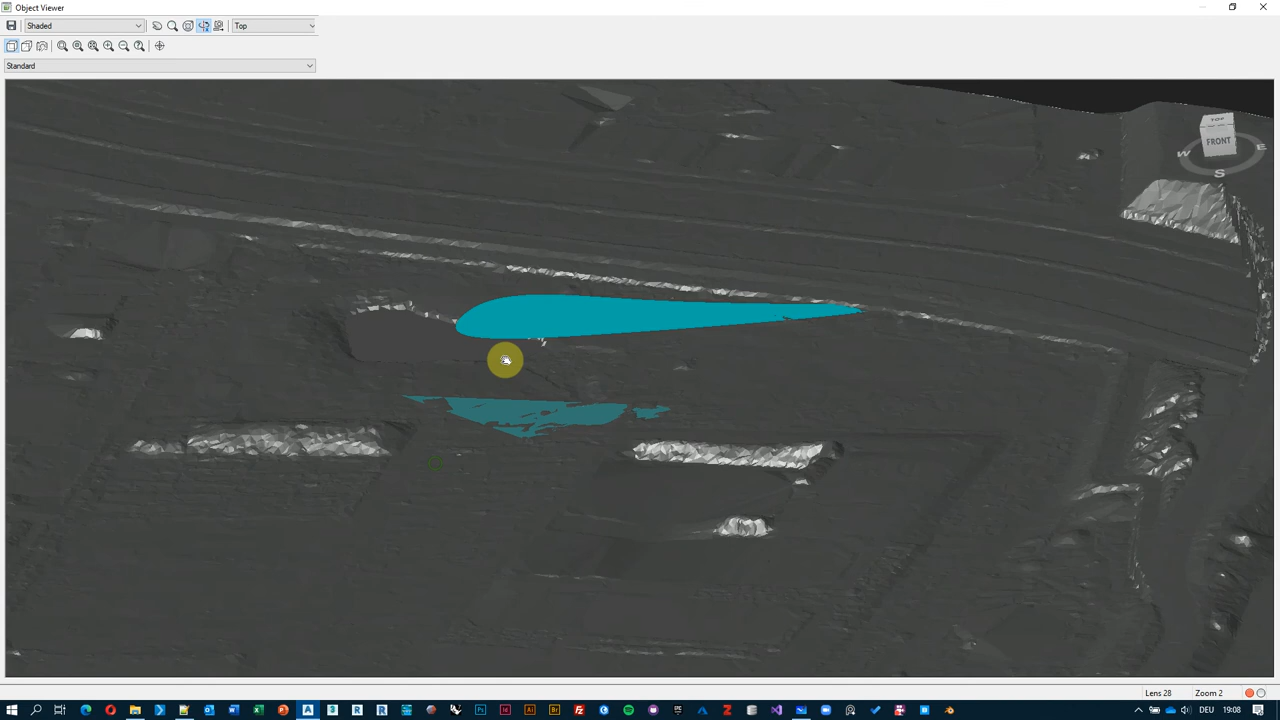 Object Viewer
Shaded
Top
Standard
TOP
FRONT
W
E
S
Lens 28
Zoom 2
DEU
19:08